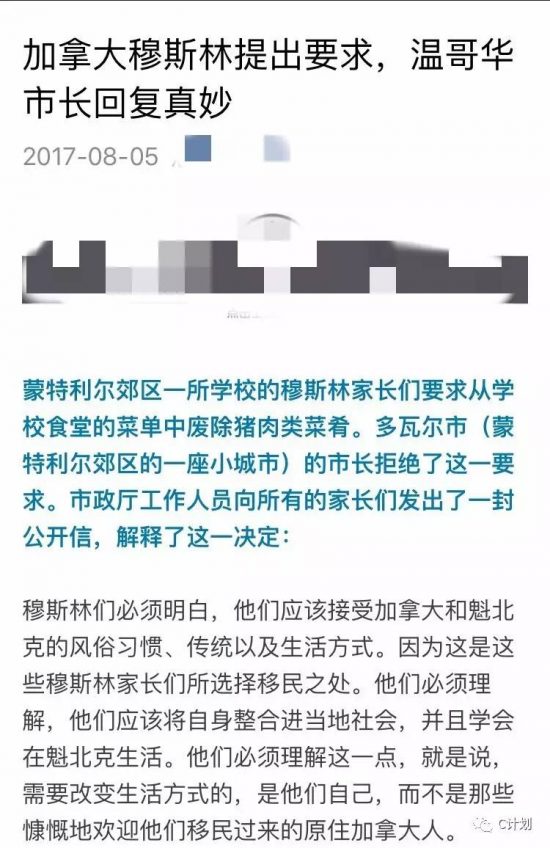 加拿大穆斯林提出要求，温哥华
市长回复真妙
2017-08-05
蒙特利尔郊区一所学校的穆斯林家长们要求从学
校食堂的菜单中废除猪肉类菜肴。多瓦尔市（蒙
特利尔郊区的一座小城市）的市长拒绝了这一要
求。市政厅工作人员向所有的家长们发出了一封
公开信，解释了这一决定：
穆斯林们必须明白，他们应该接受加拿大和魁北
克的风俗习惯、传统以及生活方式。因为这是这
些穆斯林家长们所选择移民之处。他们必须理
解，他们应该将自身整合进当地社会，并且学会
在魁北克生活。他们必须理解这一点，就是说，
需要改变生活方式的，是他们自己，而不是那些
慷慨地欢迎他们移民过来的原住加拿大人。
C计划